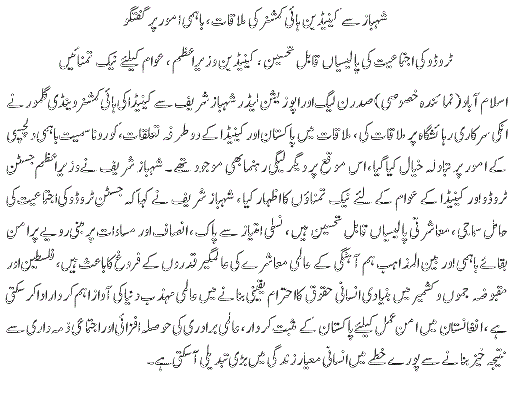 شہباز سے کینیڈین ہائی کمشنر کی ملاقات، باہمی امور پر گفتگو
ٹروڈو کی اجتماعیت کی پالیسیاں قابل تحسین، کینیڈین وزیراعظم، عوام کیلئے نیک تمنائیں
اسلام آباد(نمائندہ خصوصی)صدر ن لیگ اور اپوزیشن لیڈر شہباز شریف سے کینیڈا کی ہائی کمشنر وینڈی گلمور نے
انکی سرکاری رہائشگاہ پر ملاقات کی، ملاقات میں پاکستان اور کینیڈا کے دو طرفہ تعلقات، کورونا سمیت باہمی دلچسپی
کے امور پر تبادلہ خیال کیا گیا، اس موقع پر دیگر لیگی رہنما بھی موجود تھے۔ شہباز شریف نے وزیراعظم جسٹن
ٹروڈو اور کینیڈا کے عوام کے لئے نیک تمناؤں کا اظہار کیا، شہباز شریف نے کہا کہ جسٹن ٹروڈو کی اجتماعیت کی
حامل سماجی، معاشرتی پالیسیاں قابل تحسین ہیں، نسلی امتیاز سے پاک، انصاف اور مساوات پر مبنی رویے پرامن
بقائے باہمی اور بین المذاہب ہم آہنگی کے عالمی معاشرے کی عالمگیر قدروں کے فروغ کا باعث ہیں، فلسطین اور
مقبوضہ جموں و کشمیر میں بنیادی انسانی حقوق کا احترام یقینی بنانے میں عالمی مہذب دنیا کی آواز اہم کردار ادا کر سکتی
ہے، افغانستان میں امن عمل کیلئے پاکستان کے مثبت کردار، عالمی برادری کی حوصلہ افزائی اور اجتماعی ذمہ داری سے
نتیجہ خیز بنانے سے پورے خطے میں انسانی معیار زندگی میں بڑی تبدیلی آ سکتی ہے۔